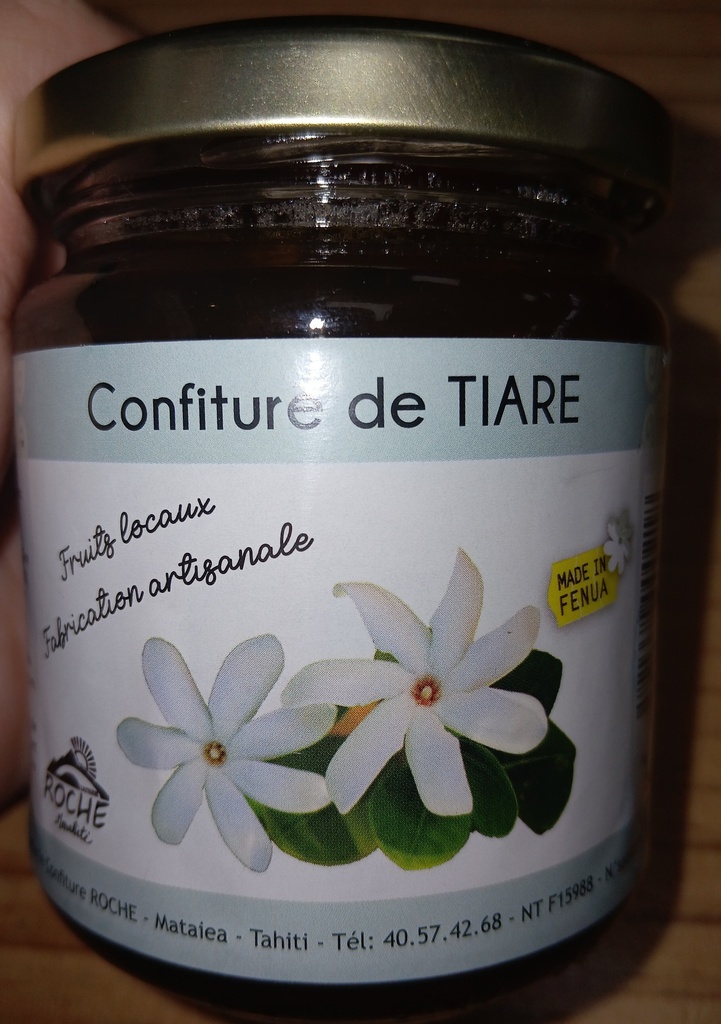 Confiture de TIARE
Fruits locaux
Fabrication artisanale
MADE IN
FENUA
ROCHE
Confiture ROCHE - Mataiea - Tahiti - Tél: 40.57.42.68 - NT F15988 -